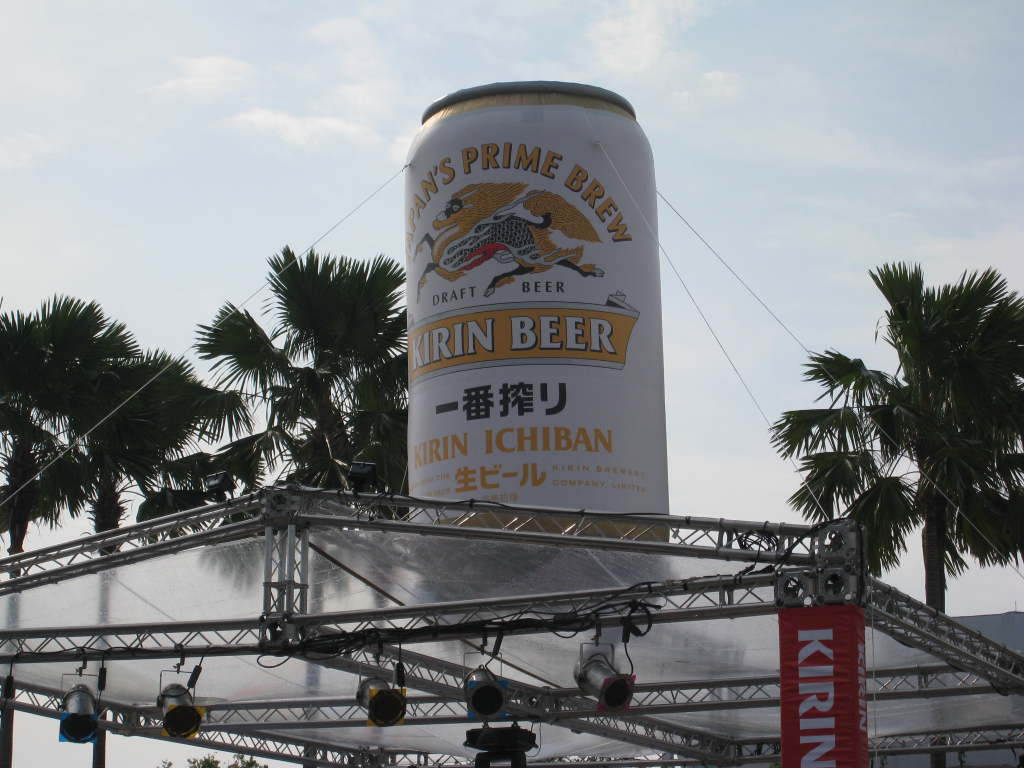 JAPAN'S PRIME BREW
DRAFT BEER
KIRIN BEER
一番搾り
KIRIN ICHIBAN
生ビール
KIRIN BREWERY
COMPANY, LIMITED
KIRIN
KIRIN